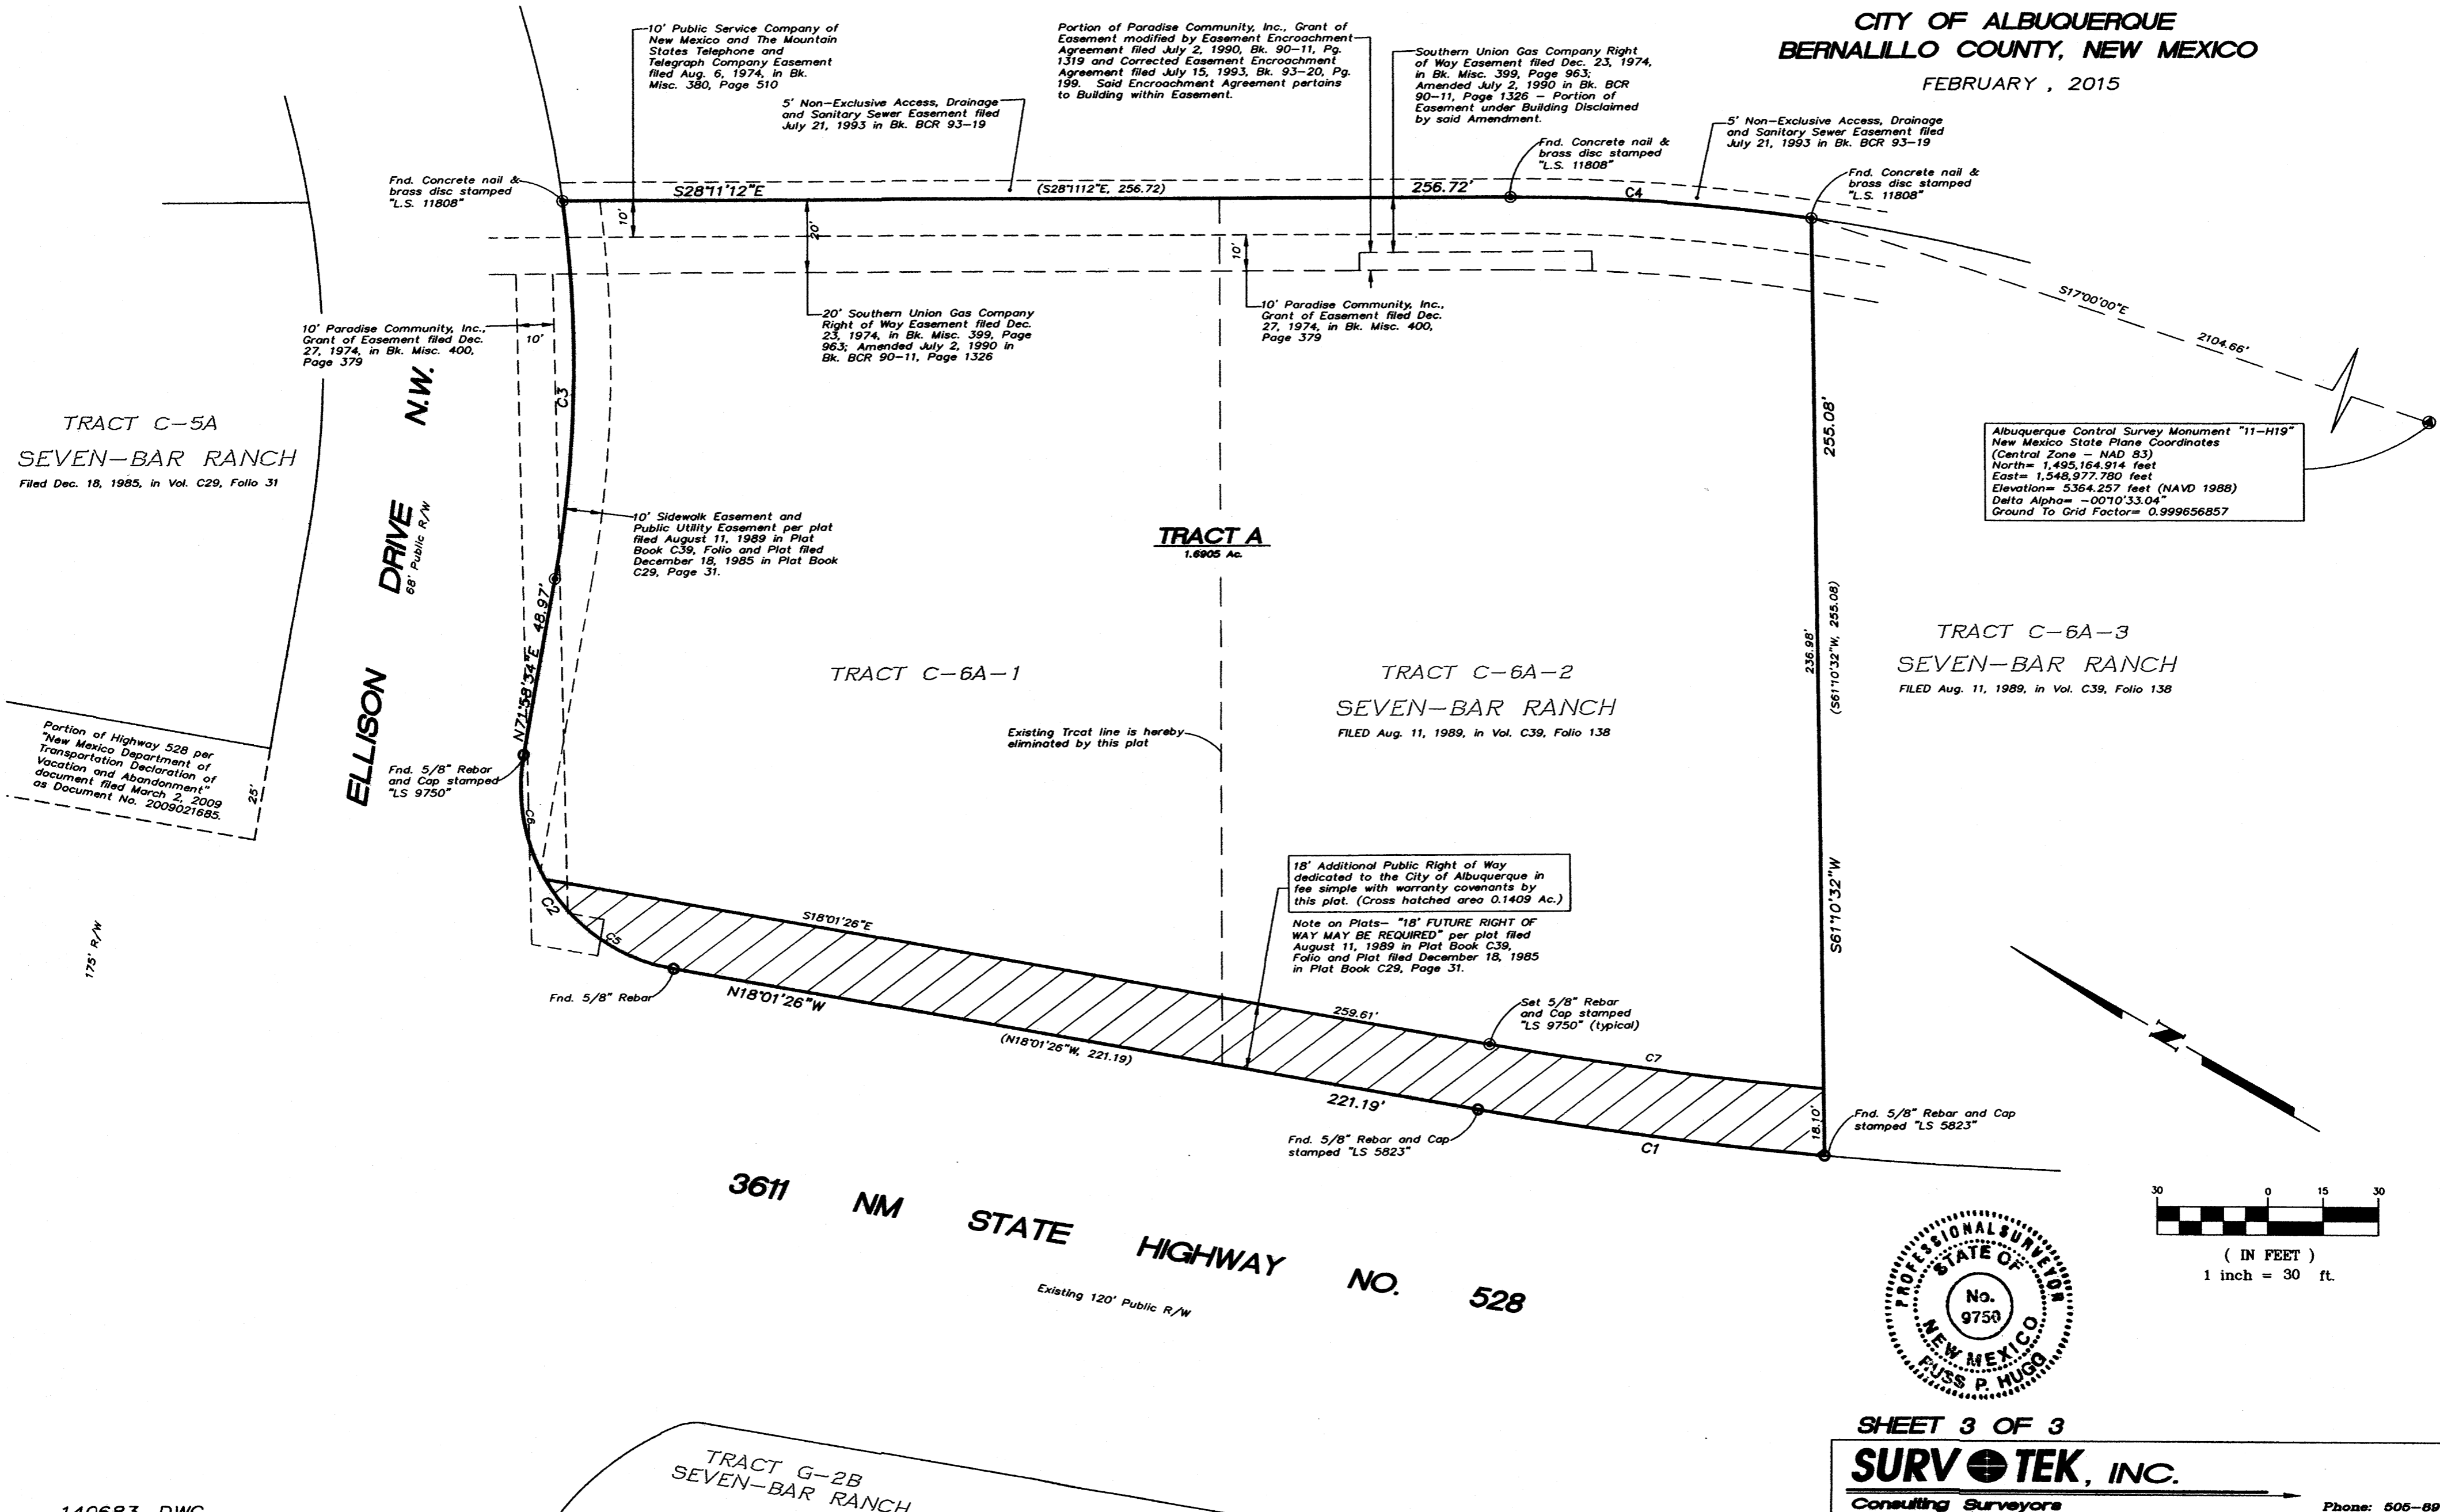 CITY OF ALBUQUERQUE
BERNALILLO COUNTY, NEW MEXICO
FEBRUARY , 2015
10' Public Service Company of
New Mexico and The Mountain
States Telephone and
Telegraph Company Easement
filed Aug. 6, 1974, in Bk.
Misc. 380, Page 510
5' Non-Exclusive Access, Drainage
and Sanitary Sewer Easement filed
July 21, 1993 in Bk. BCR 93-19
Portion of Paradise Community, Inc., Grant of
Easement modified by Easement Encroachment
Agreement filed July 2, 1990, Bk. 90-11, Pg.
1319 and Corrected Easement Encroachment
Agreement filed July 15, 1993, Bk. 93-20, Pg.
199. Said Encroachment Agreement pertains
to Building within Easement.
Southern Union Gas Company Right
of Way Easement filed Dec. 23, 1974,
in Bk. Misc. 399, Page 963;
Amended July 2, 1990 in Bk. BCR
90-11, Page 1326 - Portion of
Easement under Building Disclaimed
by said Amendment.
5' Non-Exclusive Access, Drainage
and Sanitary Sewer Easement filed
July 21, 1993 in Bk. BCR 93-19
Fnd. Concrete nail &
brass disc stamped
"L.S. 11808"
Fnd. Concrete nail &
brass disc stamped
"L.S. 11808"
Fnd. Concrete nail &
brass disc stamped
"L.S. 11808"
S28°11'12"E
(S28°11'12"E, 256.72)
256.72'
C4
10'
20'
10'
S17°00'00"E
2104.66'
10' Paradise Community, Inc.,
Grant of Easement filed Dec.
27, 1974, in Bk. Misc. 400,
Page 379
10'
20' Southern Union Gas Company
Right of Way Easement filed Dec.
23, 1974, in Bk. Misc. 399, Page
963; Amended July 2, 1990 in
Bk. BCR 90-11, Page 1326
10' Paradise Community, Inc.,
Grant of Easement filed Dec.
27, 1974, in Bk. Misc. 400,
Page 379
C3
TRACT C-5A
SEVEN-BAR RANCH
Filed Dec. 18, 1985, in Vol. C29, Folio 31
ELLISON DRIVE N.W.
68' Public R/W
10' Sidewalk Easement and
Public Utility Easement per plat
filed August 11, 1989 in Plat
Book C39, Folio and Plat filed
December 18, 1985 in Plat Book
C29, Page 31.
TRACT A
1.6905 Ac.
255.08'
236.98'
(S61°10'32"W, 255.08)
S61°10'32"W
18.10'
Albuquerque Control Survey Monument "11-H19"
New Mexico State Plane Coordinates
(Central Zone - NAD 83)
North= 1,495,164.914 feet
East= 1,548,977.780 feet
Elevation= 5364.257 feet (NAVD 1988)
Delta Alpha= -00°10'33.04"
Ground To Grid Factor= 0.999656857
N71°58'34"E 48.97'
TRACT C-6A-1
TRACT C-6A-2
SEVEN-BAR RANCH
FILED Aug. 11, 1989, in Vol. C39, Folio 138
TRACT C-6A-3
SEVEN-BAR RANCH
FILED Aug. 11, 1989, in Vol. C39, Folio 138
Existing Trcat line is hereby
eliminated by this plat
Portion of Highway 528 per
"New Mexico Department of
Transportation Declaration of
Vacation and Abandonment"
document filed March 2, 2009
as Document No. 2009021685.
25'
175' R/W
Fnd. 5/8" Rebar
and Cap stamped
"LS 9750"
C6
C2
C5
S18°01'26"E
259.61'
18' Additional Public Right of Way
dedicated to the City of Albuquerque in
fee simple with warranty covenants by
this plat. (Cross hatched area 0.1409 Ac.)
Note on Plats- "18' FUTURE RIGHT OF
WAY MAY BE REQUIRED" per plat filed
August 11, 1989 in Plat Book C39,
Folio and Plat filed December 18, 1985
in Plat Book C29, Page 31.
Fnd. 5/8" Rebar
N18°01'26"W
(N18°01'26"W, 221.19)
221.19'
Set 5/8" Rebar
and Cap stamped
"LS 9750" (typical)
C7
C1
Fnd. 5/8" Rebar and Cap
stamped "LS 5823"
Fnd. 5/8" Rebar and Cap
stamped "LS 5823"
N
3611 NM STATE HIGHWAY NO. 528
Existing 120' Public R/W
30 0 15 30
( IN FEET )
1 inch = 30 ft.
PROFESSIONAL SURVEYOR
STATE OF
No.
9750
NEW MEXICO
RUSS P. HUGG
SHEET 3 OF 3
SURV TEK, INC.
Consulting Surveyors
Phone: 505-89
TRACT G-2B
SEVEN-BAR RANCH
140683.DWG